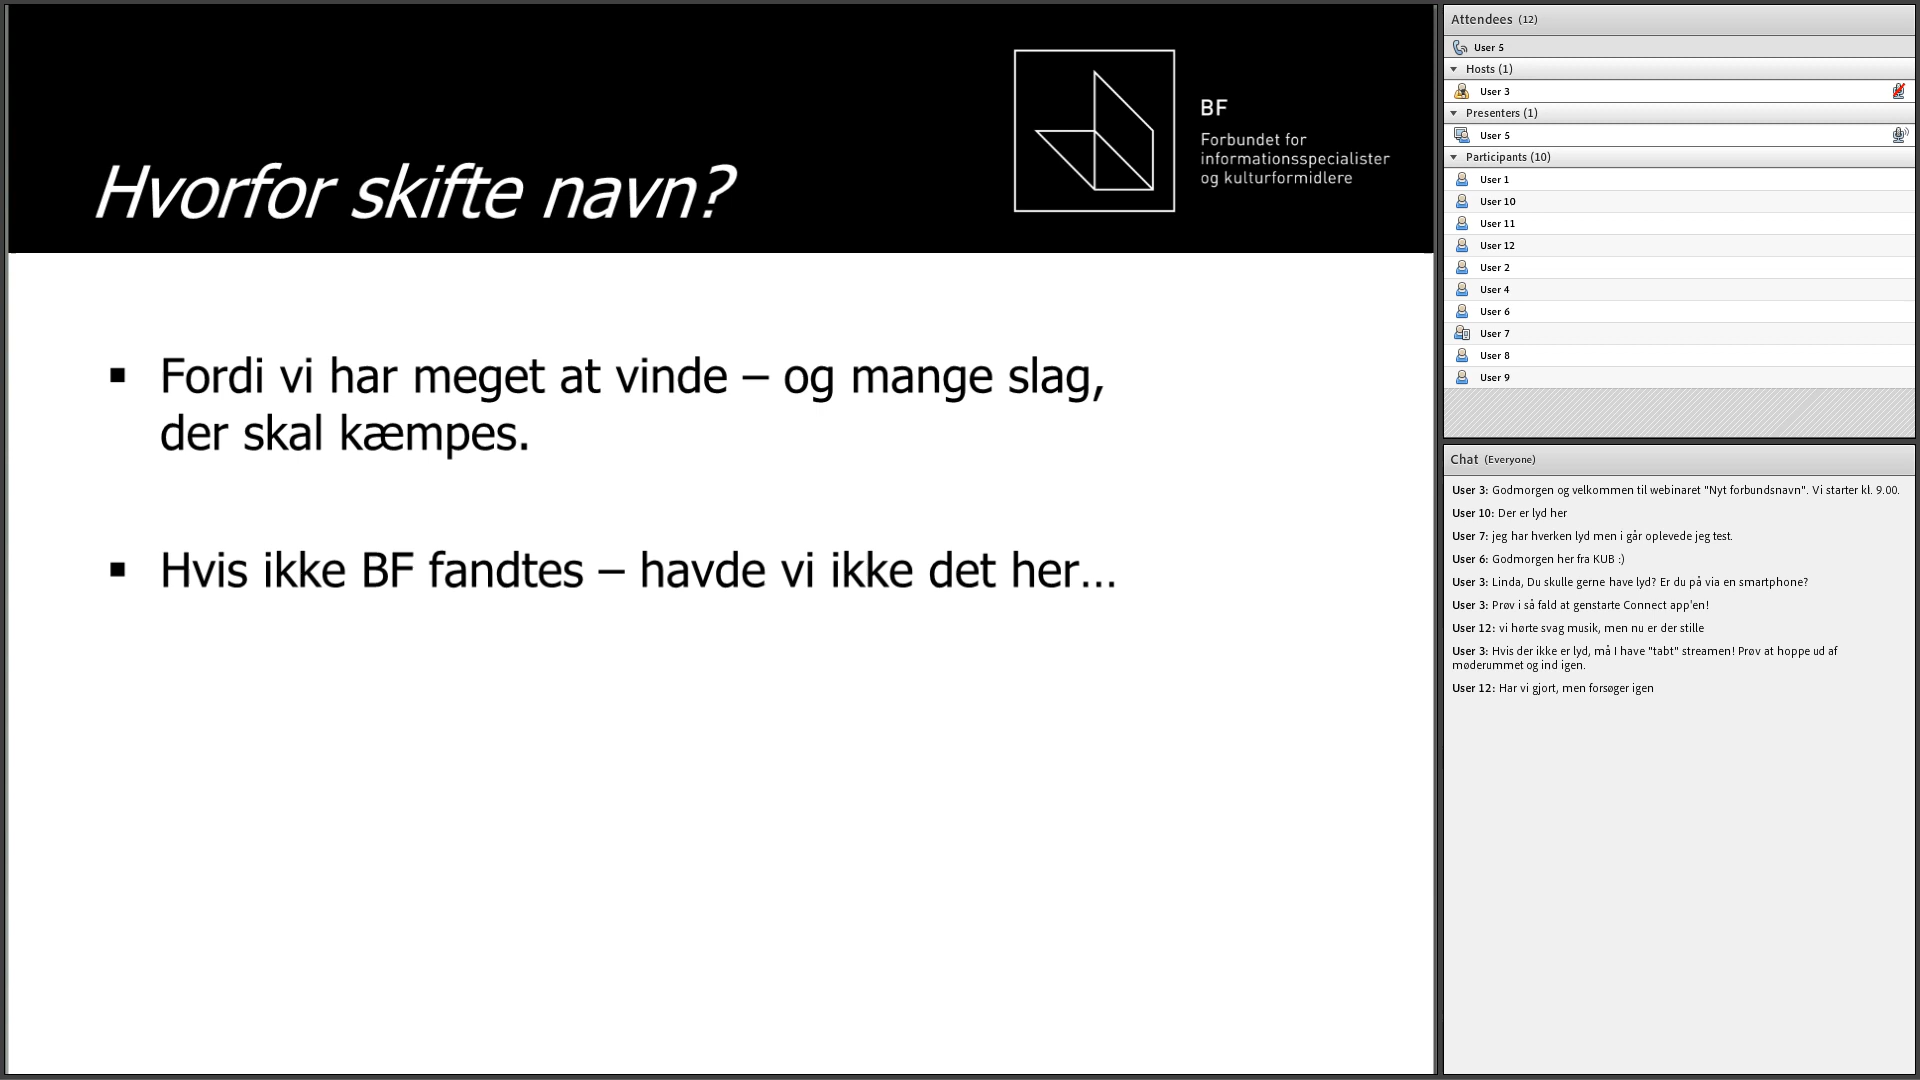 Hvorfor skifte navn?
BF
Forbundet for
informationsspecialister
og kulturformidlere
▪ Fordi vi har meget at vinde – og mange slag,
der skal kæmpes.
▪ Hvis ikke BF fandtes – havde vi ikke det her...
Attendees (12)
User 5
Hosts (1)
User 3
Presenters (1)
User 5
Participants (10)
User 1
User 10
User 11
User 12
User 2
User 4
User 6
User 7
User 8
User 9
Chat (Everyone)
User 3: Godmorgen og velkommen til webinaret "Nyt forbundsnavn". Vi starter kl. 9.00.
User 10: Der er lyd her
User 7: jeg har hverken lyd men i går oplevede jeg test.
User 6: Godmorgen her fra KUB :)
User 3: Linda, Du skulle gerne have lyd? Er du på via en smartphone?
User 3: Prøv i så fald at genstarte Connect app'en!
User 12: vi hørte svag musik, men nu er der stille
User 3: Hvis der ikke er lyd, må I have "tabt" streamen! Prøv at hoppe ud af
møderummet og ind igen.
User 12: Har vi gjort, men forsøger igen